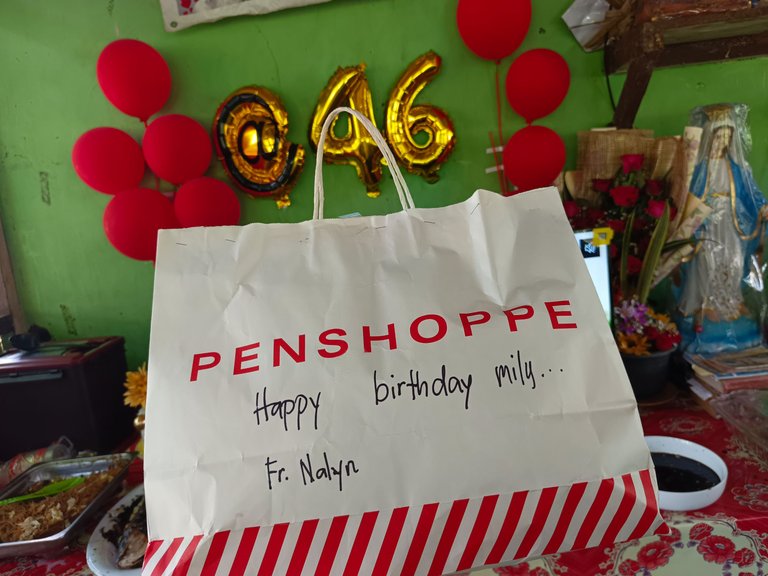 @46
PENSHOPPE
Happy birthday mily...
Fr. Nalyn